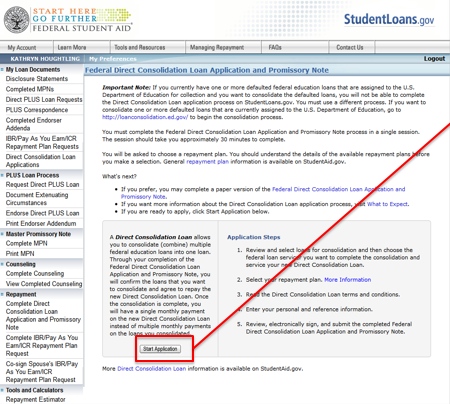 START HERE
GO FURTHER
FEDERAL STUDENT AID
StudentLoans.gov
My Account Learn More Tools and Resources Managing Repayment FAQs Contact Us
KATHRYN HOUGHTLING My Preferences Logout
My Loan Documents
Disclosure Statements
Completed MPNs
Direct PLUS Loan Requests
PLUS Correspondence
Completed Endorser
Addenda
IBR/Pay As You Earn/ICR
Repayment Plan Requests
Direct Consolidation Loan
Applications
PLUS Loan Process
Request Direct PLUS Loan
Document Extenuating
Circumstances
Endorse Direct PLUS Loan
Print Endorser Addendum
Master Promissory Note
Complete MPN
Print MPN
Counseling
Complete Counseling
View Completed Counseling
Repayment
Complete Direct
Consolidation Loan
Application and Promissory
Note
Complete IBR/Pay As You
Earn/ICR Repayment Plan
Request
Co-sign Spouse's IBR/Pay
As You Earn/ICR
Repayment Plan Request
Tools and Calculators
Repayment Estimator
Federal Direct Consolidation Loan Application and Promissory Note
Important Note: If you currently have one or more defaulted federal education loans that are assigned to the U.S.
Department of Education for collection and you want to consolidate the defaulted loans, you will not be able to complete
the Direct Consolidation Loan application process on StudentLoans.gov. You must use a different process. If you want to
consolidate one or more defaulted loans that are currently assigned to the U.S. Department of Education, go to
http://loanconsolidation.ed.gov/ to begin the consolidation process.
You must complete the Federal Direct Consolidation Loan Application and Promissory Note process in a single session.
The session should take you approximately 30 minutes to complete.
You will be asked to choose a repayment plan. You should understand the details of the available repayment plans before
you make a selection. General repayment plan information is available on StudentAid.gov.
What's next?
• If you prefer, you may complete a paper version of the Federal Direct Consolidation Loan Application and
Promissory Note.
• If you want more information about the Direct Consolidation Loan application process, visit What to Expect.
• If you are ready to apply, click Start Application below.
A Direct Consolidation Loan allows
you to consolidate (combine) multiple
federal education loans into one loan.
Through your completion of the
Federal Direct Consolidation Loan
Application and Promissory Note, you
will confirm the loans that you want
to consolidate and agree to repay the
new Direct Consolidation Loan. Once
the consolidation is complete, you
will have a single monthly payment
on the new Direct Consolidation Loan
instead of multiple monthly payments
on the loans you consolidated.
Start Application
Application Steps
1. Review and select loans for consolidation and then choose the
federal loan servicer you want to complete the consolidation and
service your new Direct Consolidation Loan.
2. Select your repayment plan. More Information
3. Read the Direct Consolidation Loan terms and conditions.
4. Enter your personal and reference information.
5. Review, electronically sign, and submit the completed Federal
Direct Consolidation Loan Application and Promissory Note.
More Direct Consolidation Loan information is available on StudentAid.gov.